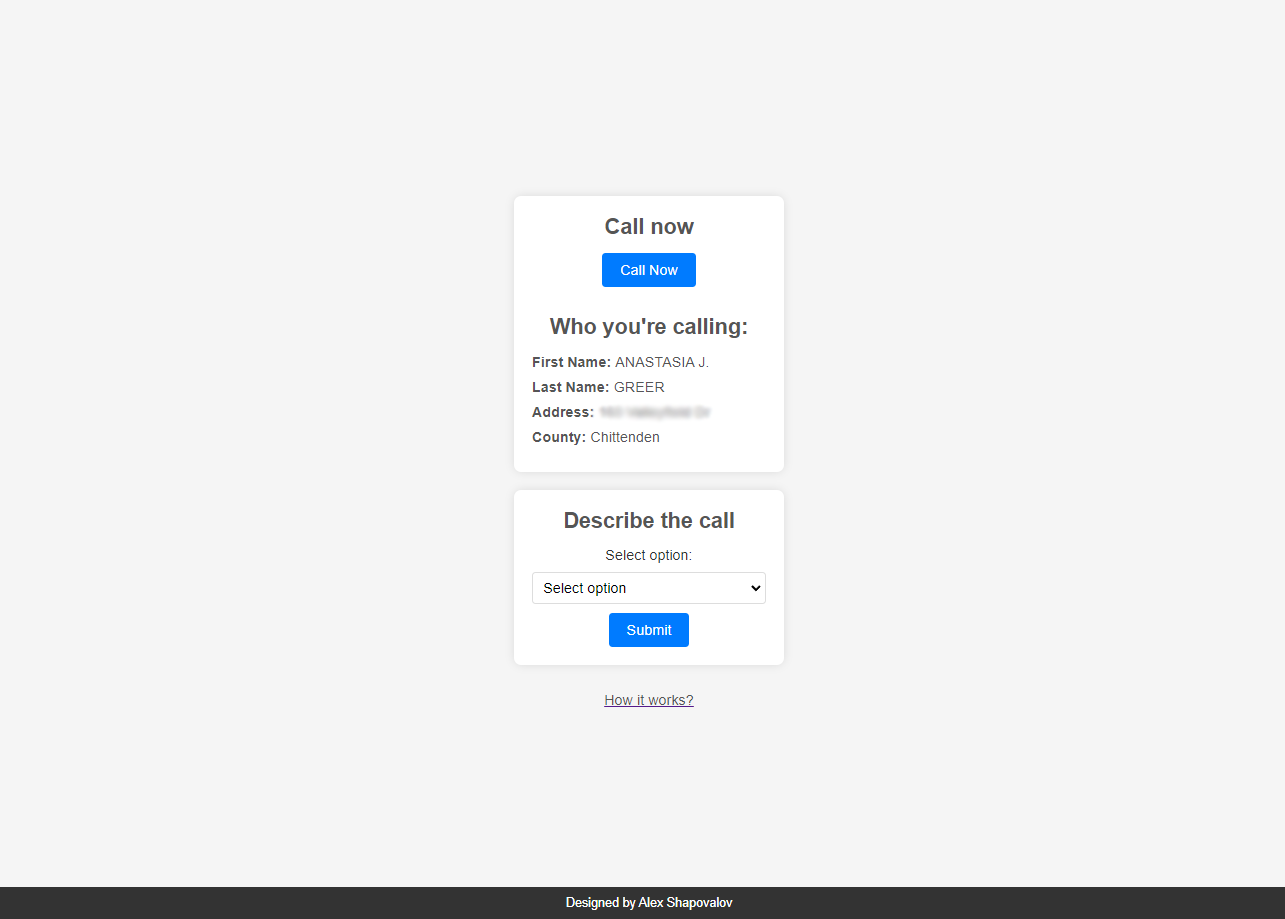 Call now
Call Now
Who you're calling:
First Name: ANASTASIA J.
Last Name: GREER
Address:
County: Chittenden
Describe the call
Select option:
Select option
Submit
How it works?
Designed by Alex Shapovalov